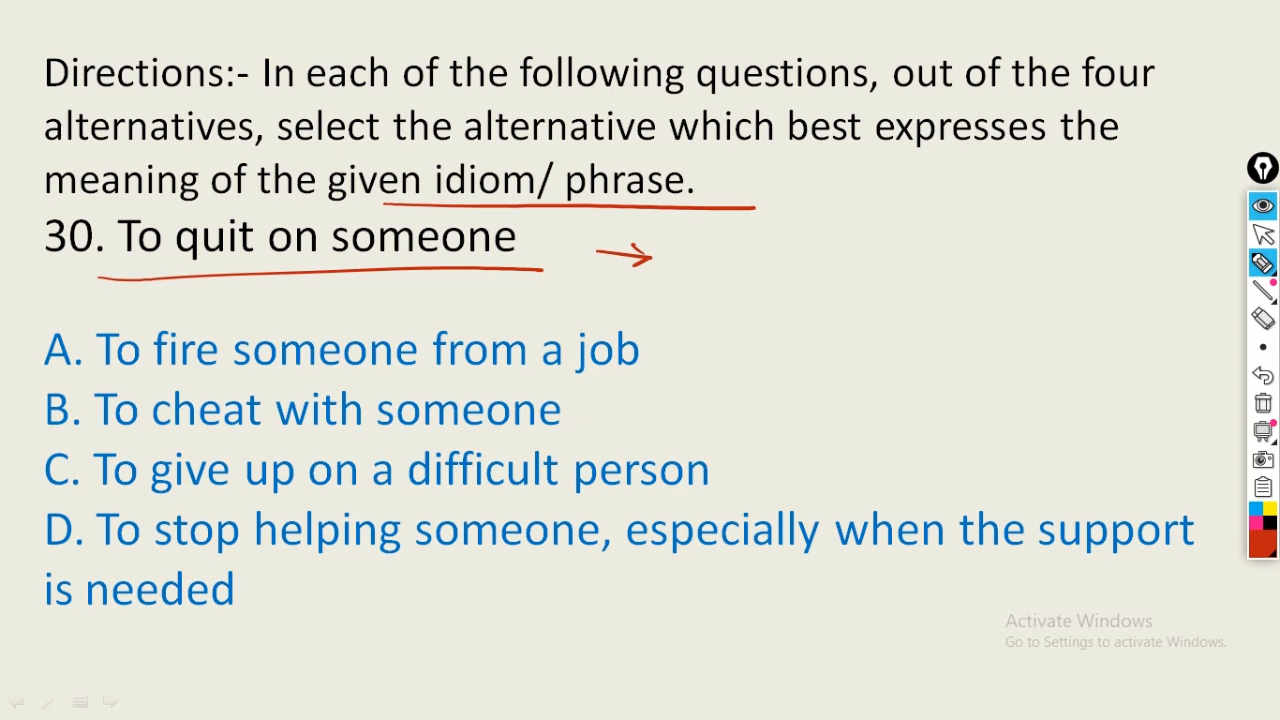 Directions:- In each of the following questions, out of the four
alternatives, select the alternative which best expresses the
meaning of the given idiom/ phrase.
30. To quit on someone
A. To fire someone from a job
B. To cheat with someone
C. To give up on a difficult person
D. To stop helping someone, especially when the support
is needed
Activate Windows
Go to Settings to activate Windows.